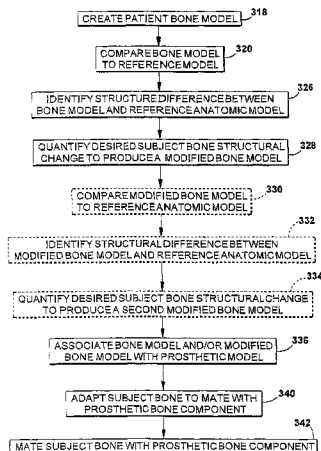 CREATE PATIENT BONE MODEL
318
COMPARE BONE MODEL
TO REFERENCE MODEL
320
IDENTIFY STRUCTURE DIFFERENCE BETWEEN
BONE MODEL AND REFERENCE ANATOMIC MODEL
326
QUANTIFY DESIRED SUBJECT BONE STRUCTURAL
CHANGE TO PRODUCE A MODIFIED BONE MODEL
328
COMPARE MODIFIED BONE MODEL
TO REFERENCE ANATOMIC MODEL
330
IDENTIFY STRUCTURAL DIFFERENCE BETWEEN
MODIFIED BONE MODEL AND REFERENCE ANATOMIC MODEL
332
QUANTIFY DESIRED SUBJECT BONE STRUCTURAL CHANGE
TO PRODUCE A SECOND MODIFIED BONE MODEL
334
ASSOCIATE BONE MODEL AND/OR MODIFIED
BONE MODEL WITH PROSTHETIC MODEL
336
ADAPT SUBJECT BONE TO MATE WITH
PROSTHETIC BONE COMPONENT
340
MATE SUBJECT BONE WITH PROSTHETIC BONE COMPONENT
342